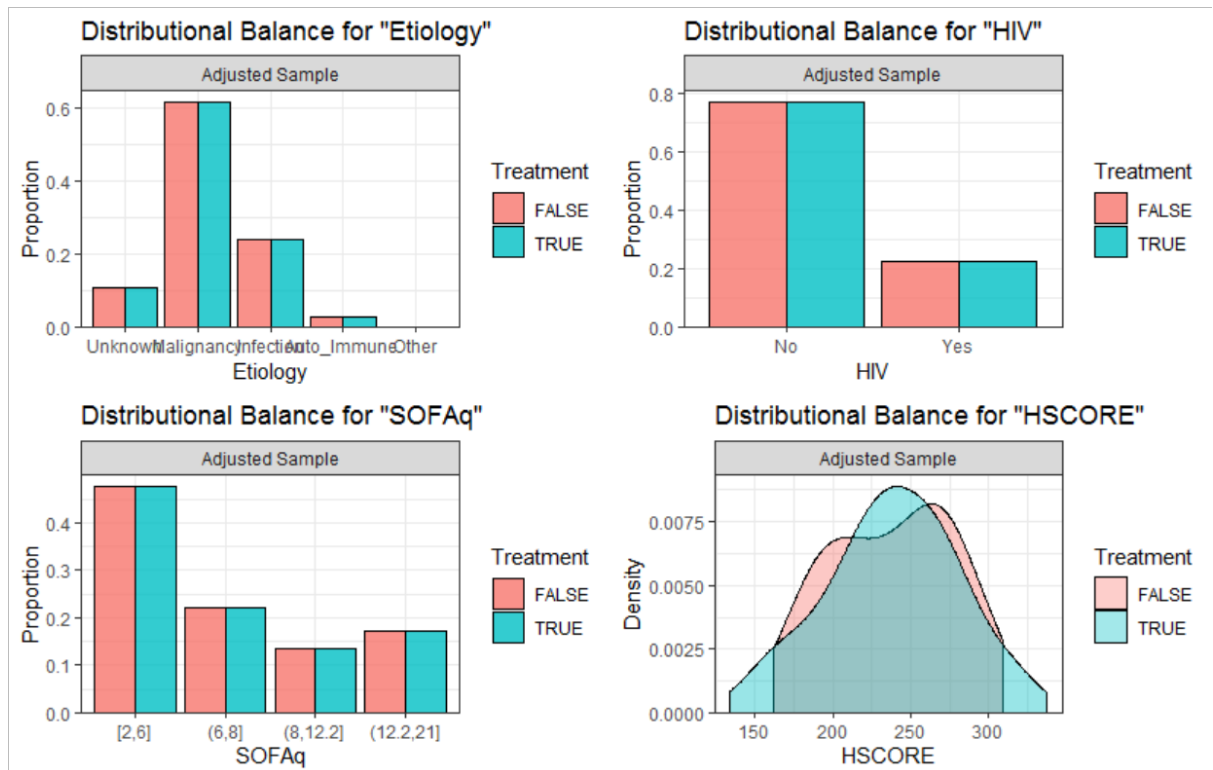 Distributional Balance for "Etiology"
Adjusted Sample
Proportion
0.6
0.4
0.2
0.0
Unknown Malignancy Infection Auto_Immune Other
Etiology
Treatment
FALSE
TRUE
Distributional Balance for "HIV"
Adjusted Sample
Proportion
0.8
0.6
0.4
0.2
0.0
No Yes
HIV
Treatment
FALSE
TRUE
Distributional Balance for "SOFAq"
Adjusted Sample
Proportion
0.4
0.3
0.2
0.1
0.0
[2,6] (6,8] (8,12.2] (12.2,21]
SOFAq
Treatment
FALSE
TRUE
Distributional Balance for "HSCORE"
Adjusted Sample
Density
0.0075
0.0050
0.0025
0.0000
150 200 250 300
HSCORE
Treatment
FALSE
TRUE